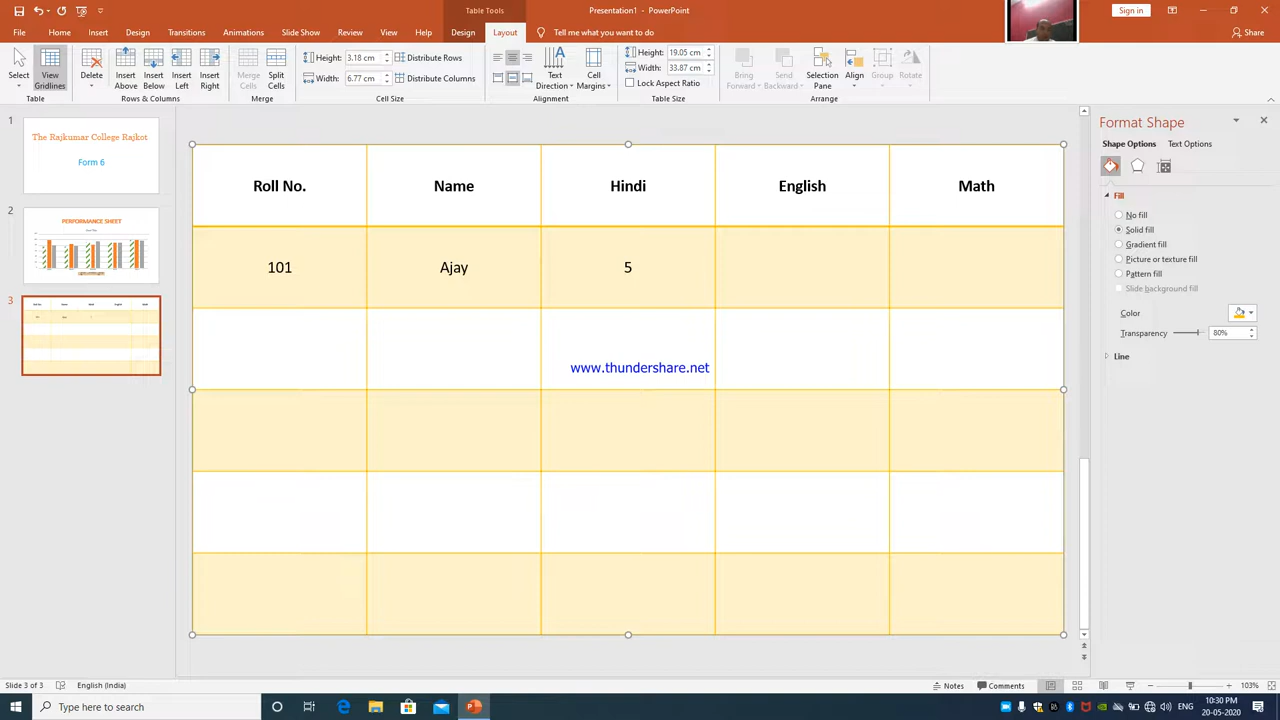 Table Tools
Presentation1 - PowerPoint
Sign in
File
Home
Insert
Design
Transitions
Animations
Slide Show
Review
View
Help
Design
Layout
Tell me what you want to do
Share
Select
View Gridlines
Delete
Insert Above
Insert Below
Insert Left
Insert Right
Merge Cells
Split Cells
Height: 3.18 cm
Width: 6.77 cm
Distribute Rows
Distribute Columns
Text Direction
Cell Margins
Height: 19.05 cm
Width: 33.87 cm
Lock Aspect Ratio
Bring Forward
Send Backward
Selection Pane
Align
Group
Rotate
Table
Rows & Columns
Merge
Cell Size
Alignment
Table Size
Arrange
1
The Rajkumar College Rajkot
Form 6
2
PERFORMANCE SHEET
3
Roll No. Name Hindi English Math
101 Ajay 5
www.thundershare.net
Format Shape
Shape Options Text Options
Fill
No fill
Solid fill
Gradient fill
Picture or texture fill
Pattern fill
Slide background fill
Color
Transparency 80%
Line
Slide 3 of 3
English (India)
Notes
Comments
103%
Type here to search
ENG
10:30 PM
20-05-2020